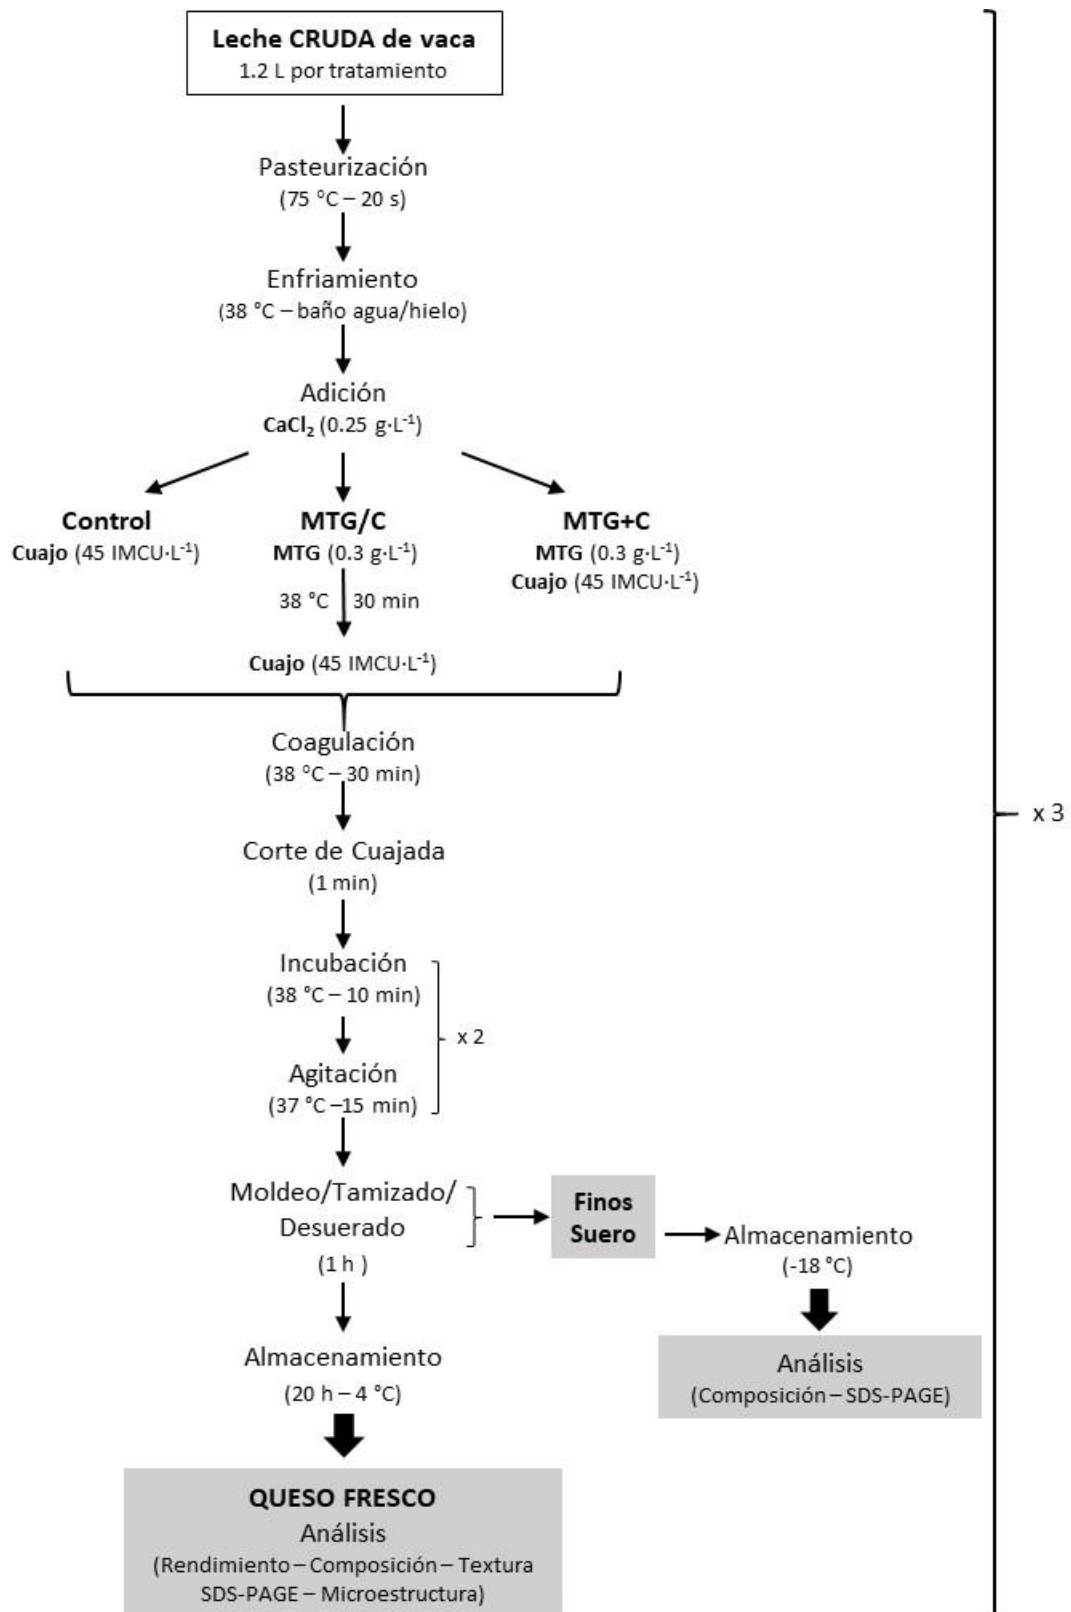 Leche CRUDA de vaca
1.2 L por tratamiento
Pasteurización
(75 °C – 20 s)
Enfriamiento
(38 °C – baño agua/hielo)
Adición
CaCl₂ (0.25 g·L⁻¹)
Control
Cuajo (45 IMCU·L⁻¹)
MTG/C
MTG (0.3 g·L⁻¹)
38 °C 30 min
Cuajo (45 IMCU·L⁻¹)
MTG+C
MTG (0.3 g·L⁻¹)
Cuajo (45 IMCU·L⁻¹)
Coagulación
(38 °C – 30 min)
Corte de Cuajada
(1 min)
Incubación
(38 °C – 10 min)
x 2
Agitación
(37 °C –15 min)
Moldeo/Tamizado/
Desuerado
(1 h )
Finos
Suero
Almacenamiento
(-18 °C)
Análisis
(Composición – SDS-PAGE)
Almacenamiento
(20 h – 4 °C)
QUESO FRESCO
Análisis
(Rendimiento – Composición – Textura
SDS-PAGE – Microestructura)
x 3